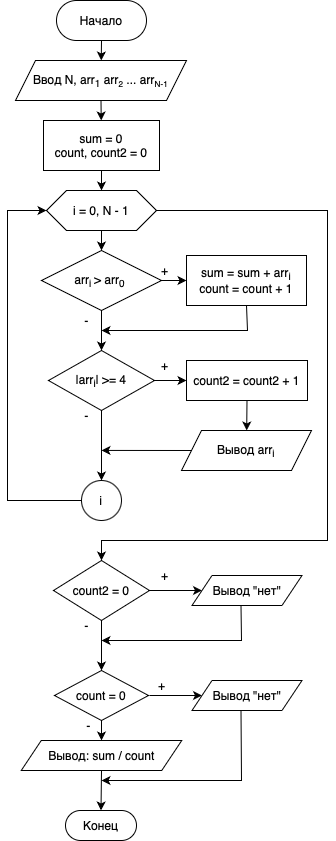 Начало
Ввод N, arr₁ arr₂ ... arrN-1
sum = 0
count, count2 = 0
i = 0, N - 1
arrᵢ > arr₀
+
sum = sum + arrᵢ
count = count + 1
-
|arrᵢ| >= 4
+
count2 = count2 + 1
-
Вывод arrᵢ
i
count2 = 0
+
Вывод "нет"
-
count = 0
+
Вывод "нет"
-
Вывод: sum / count
Конец